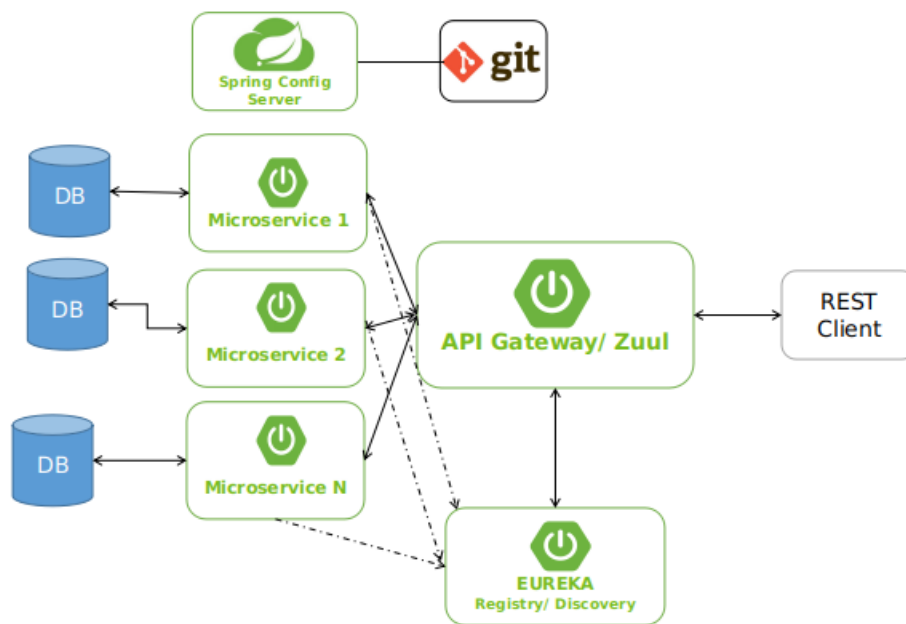 Spring Config
Server
git
DB
Microservice 1
DB
Microservice 2
API Gateway/ Zuul
REST
Client
DB
Microservice N
EUREKA
Registry/ Discovery